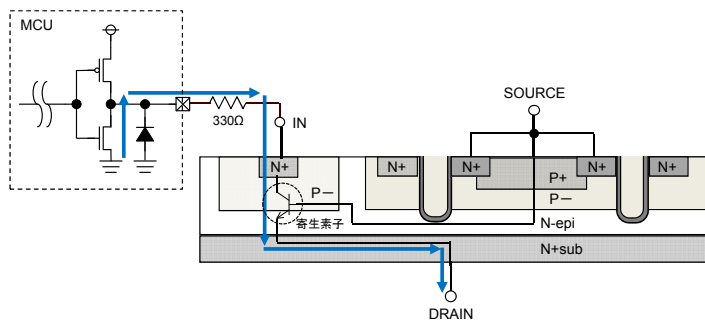 MCU
330Ω
IN
SOURCE
N+
N+
N+
N+
N+
P+
P−
P−
寄生素子
N-epi
N+sub
DRAIN